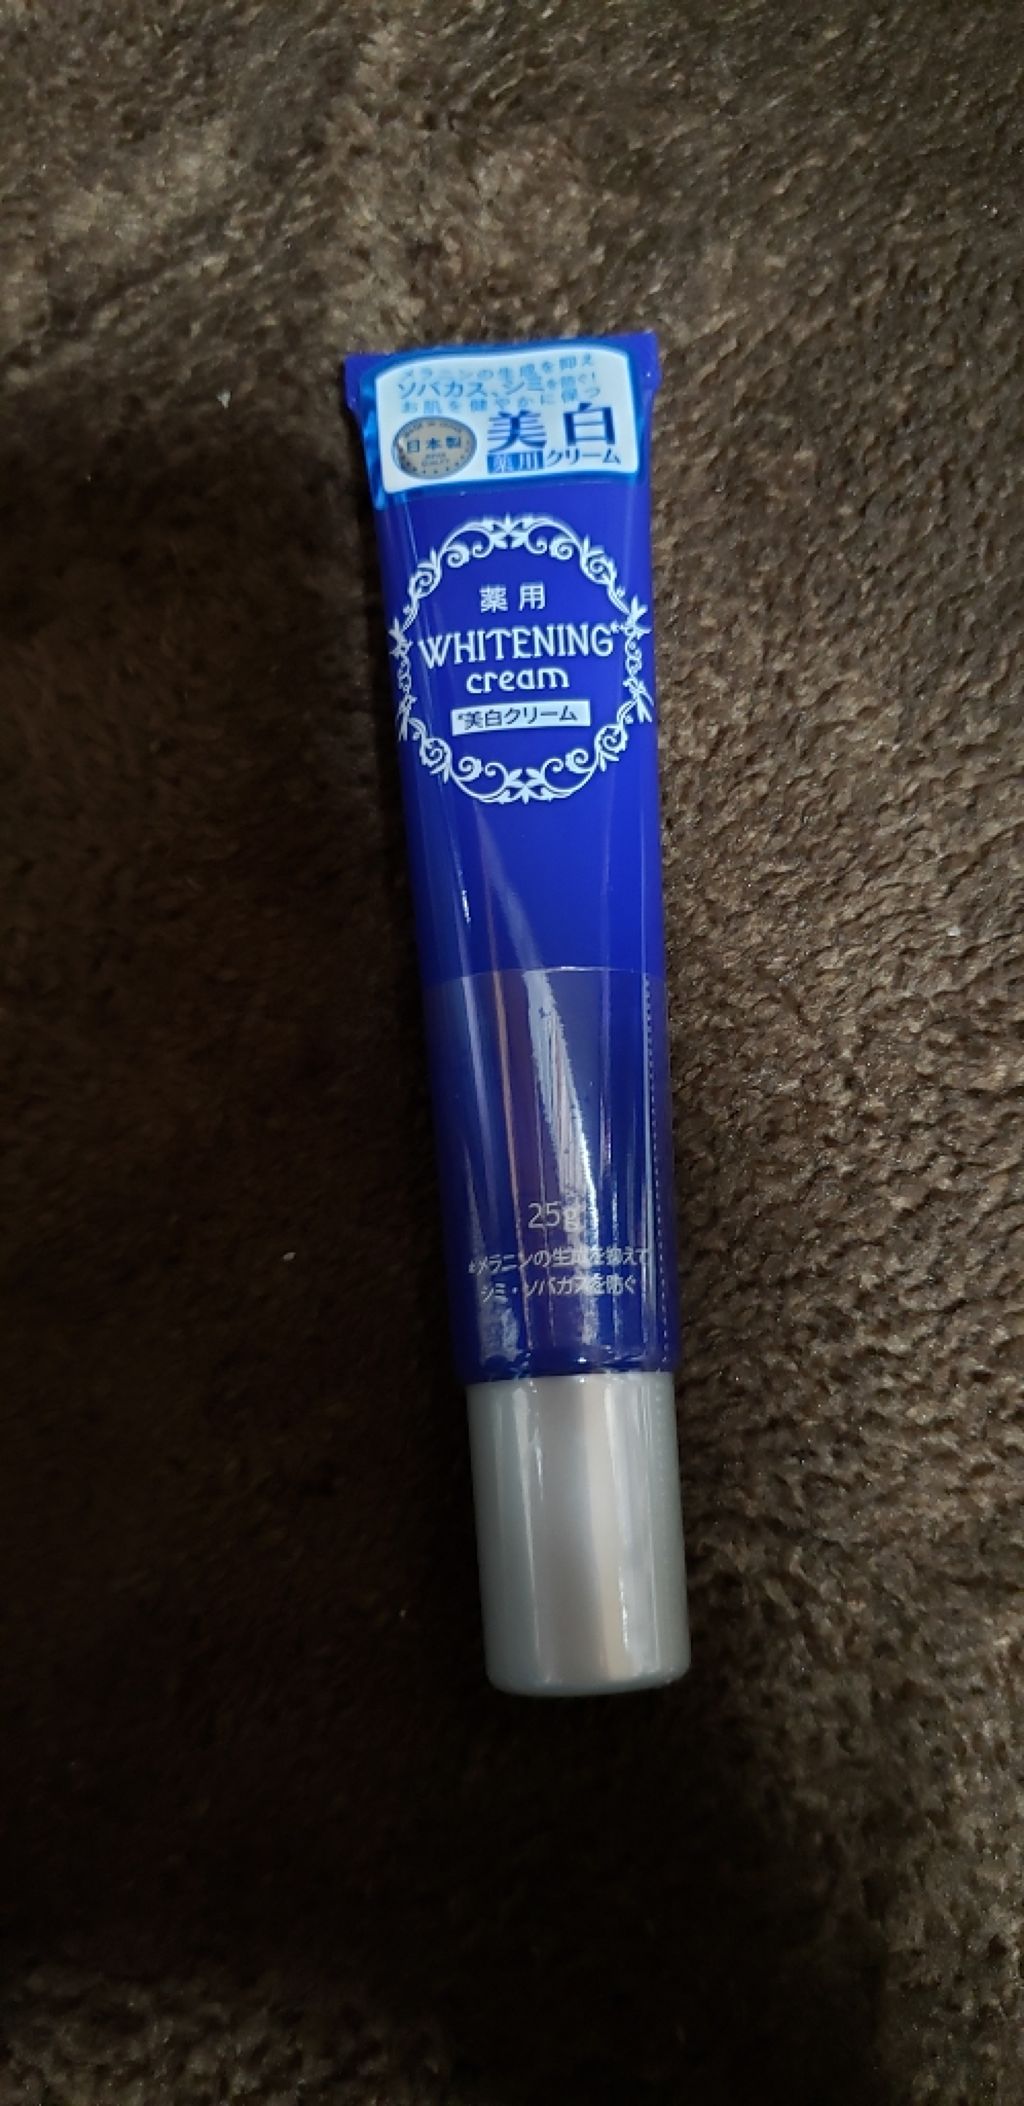 メラニンの生成を抑え
ソバカス、シミを防ぐ!
お肌を健やかに保つ
日本製
美白
薬用クリーム
薬用
WHITENING*
cream
*美白クリーム
25g
*メラニンの生成を抑えて
シミ・ソバカスを防ぐ